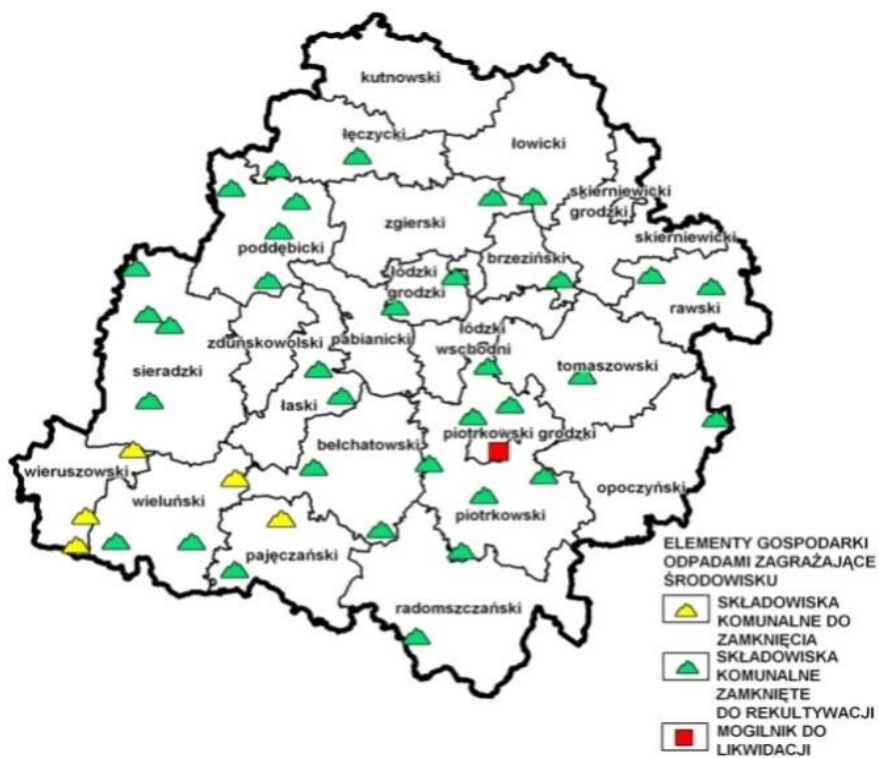 kutnowski
łęczycki
łowicki
skierniewicki
grodzki
zgierski
skierniewicki
poddębicki
brzeziński
łódzki
grodzki
rawski
zduńskowolski
pabianicki
łódzki
wschodni
sieradzki
tomaszowski
łaski
bełchatowski
piotrkowski grodzki
wieruszowski
wieluński
opoczyński
piotrkowski
pajęczański
radomszczański
ELEMENTY GOSPODARKI
ODPADAMI ZAGRAŻAJĄCE
ŚRODOWISKU
SKŁADOWISKA
KOMUNALNE DO
ZAMKNIĘCIA
SKŁADOWISKA
KOMUNALNE
ZAMKNIĘTE
DO REKULTYWACJI
MOGILNIK DO
LIKWIDACJI